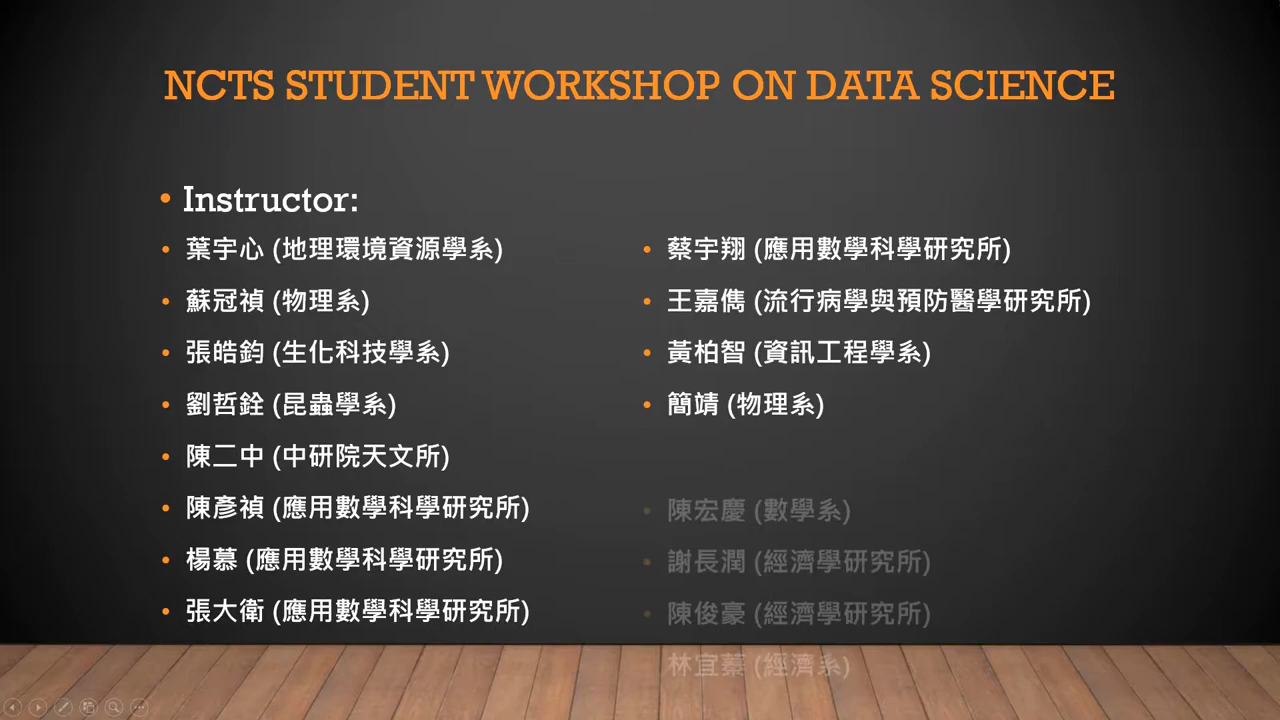 NCTS STUDENT WORKSHOP ON DATA SCIENCE
• Instructor:
• 葉宇心 (地理環境資源學系)
• 蘇冠禎 (物理系)
• 張皓鈞 (生化科技學系)
• 劉哲銓 (昆蟲學系)
• 陳二中 (中研院天文所)
• 陳彥禎 (應用數學科學研究所)
• 楊慕 (應用數學科學研究所)
• 張大衛 (應用數學科學研究所)
• 蔡宇翔 (應用數學科學研究所)
• 王嘉儁 (流行病學與預防醫學研究所)
• 黃柏智 (資訊工程學系)
• 簡靖 (物理系)
• 陳宏慶 (數學系)
• 謝長潤 (經濟學研究所)
• 陳俊豪 (經濟學研究所)
林宜蓁 (經濟系)